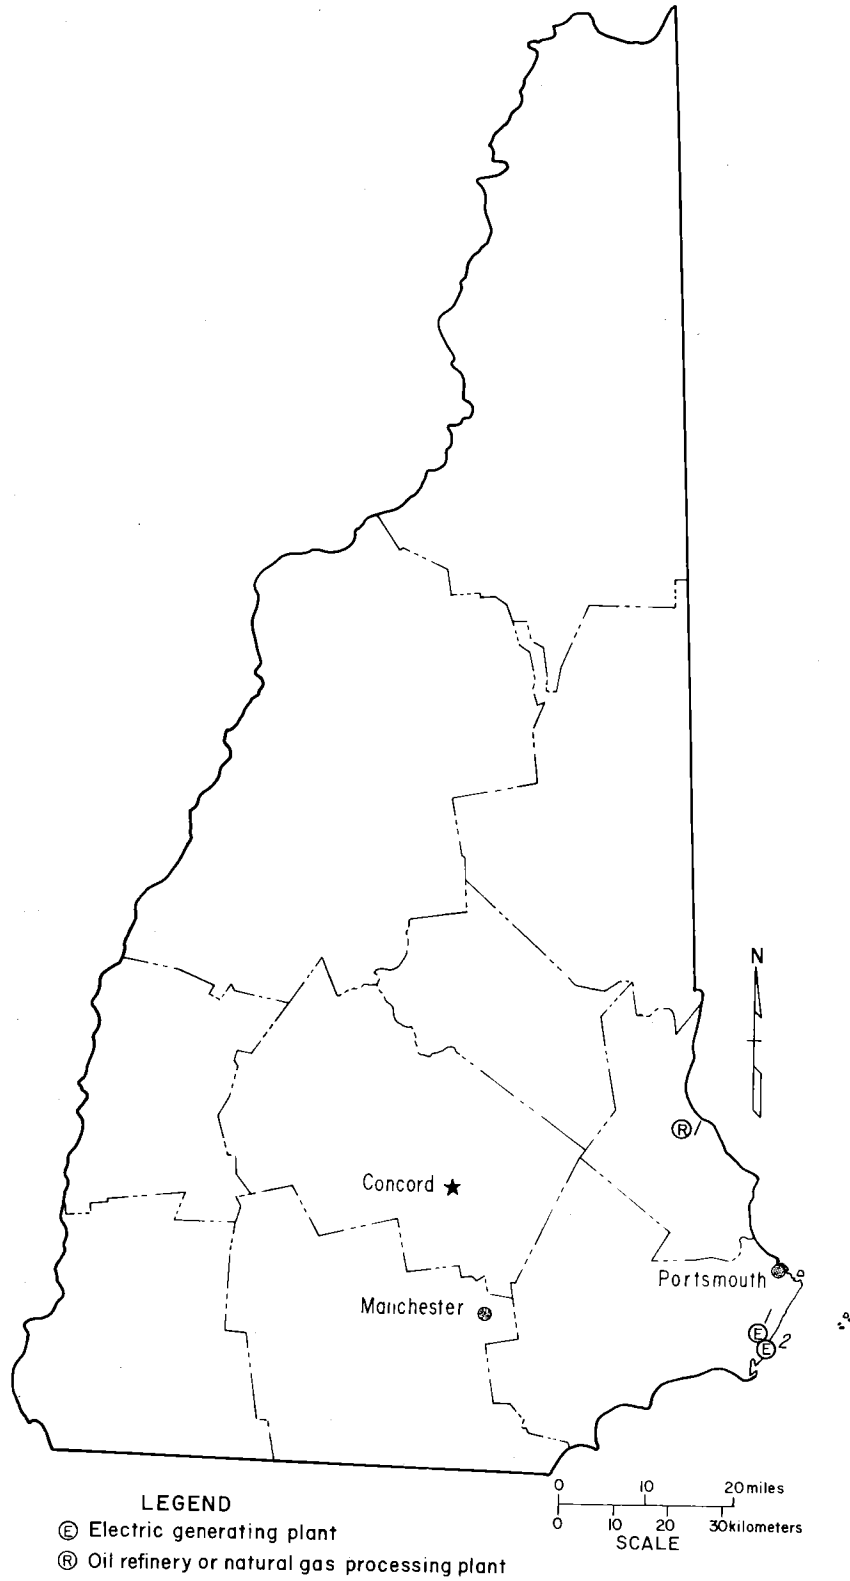 N
R
Concord
Portsmouth
Manchester
E
E 2
0 10 20 miles
0 10 20 30 kilometers
SCALE
LEGEND
E Electric generating plant
R Oil refinery or natural gas processing plant